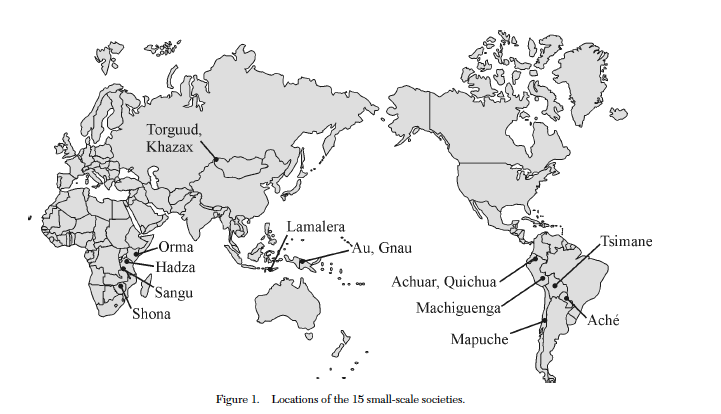 Torguud,
Khazax
Lamalera
Tsimane
Orma
Au, Gnau
Hadza
Achuar, Quichua
Sangu
Machiguenga
Shona
Aché
Mapuche
Figure 1. Locations of the 15 small-scale societies.